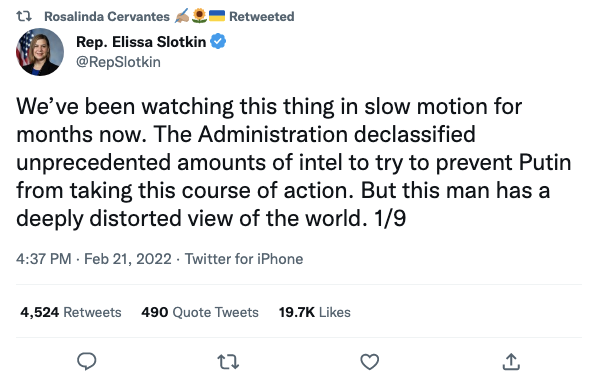 Rosalinda Cervantes ✍🏼🌻🇺🇦 Retweeted
Rep. Elissa Slotkin
@RepSlotkin
We’ve been watching this thing in slow motion for
months now. The Administration declassified
unprecedented amounts of intel to try to prevent Putin
from taking this course of action. But this man has a
deeply distorted view of the world. 1/9
4:37 PM · Feb 21, 2022 · Twitter for iPhone
4,524 Retweets 490 Quote Tweets 19.7K Likes